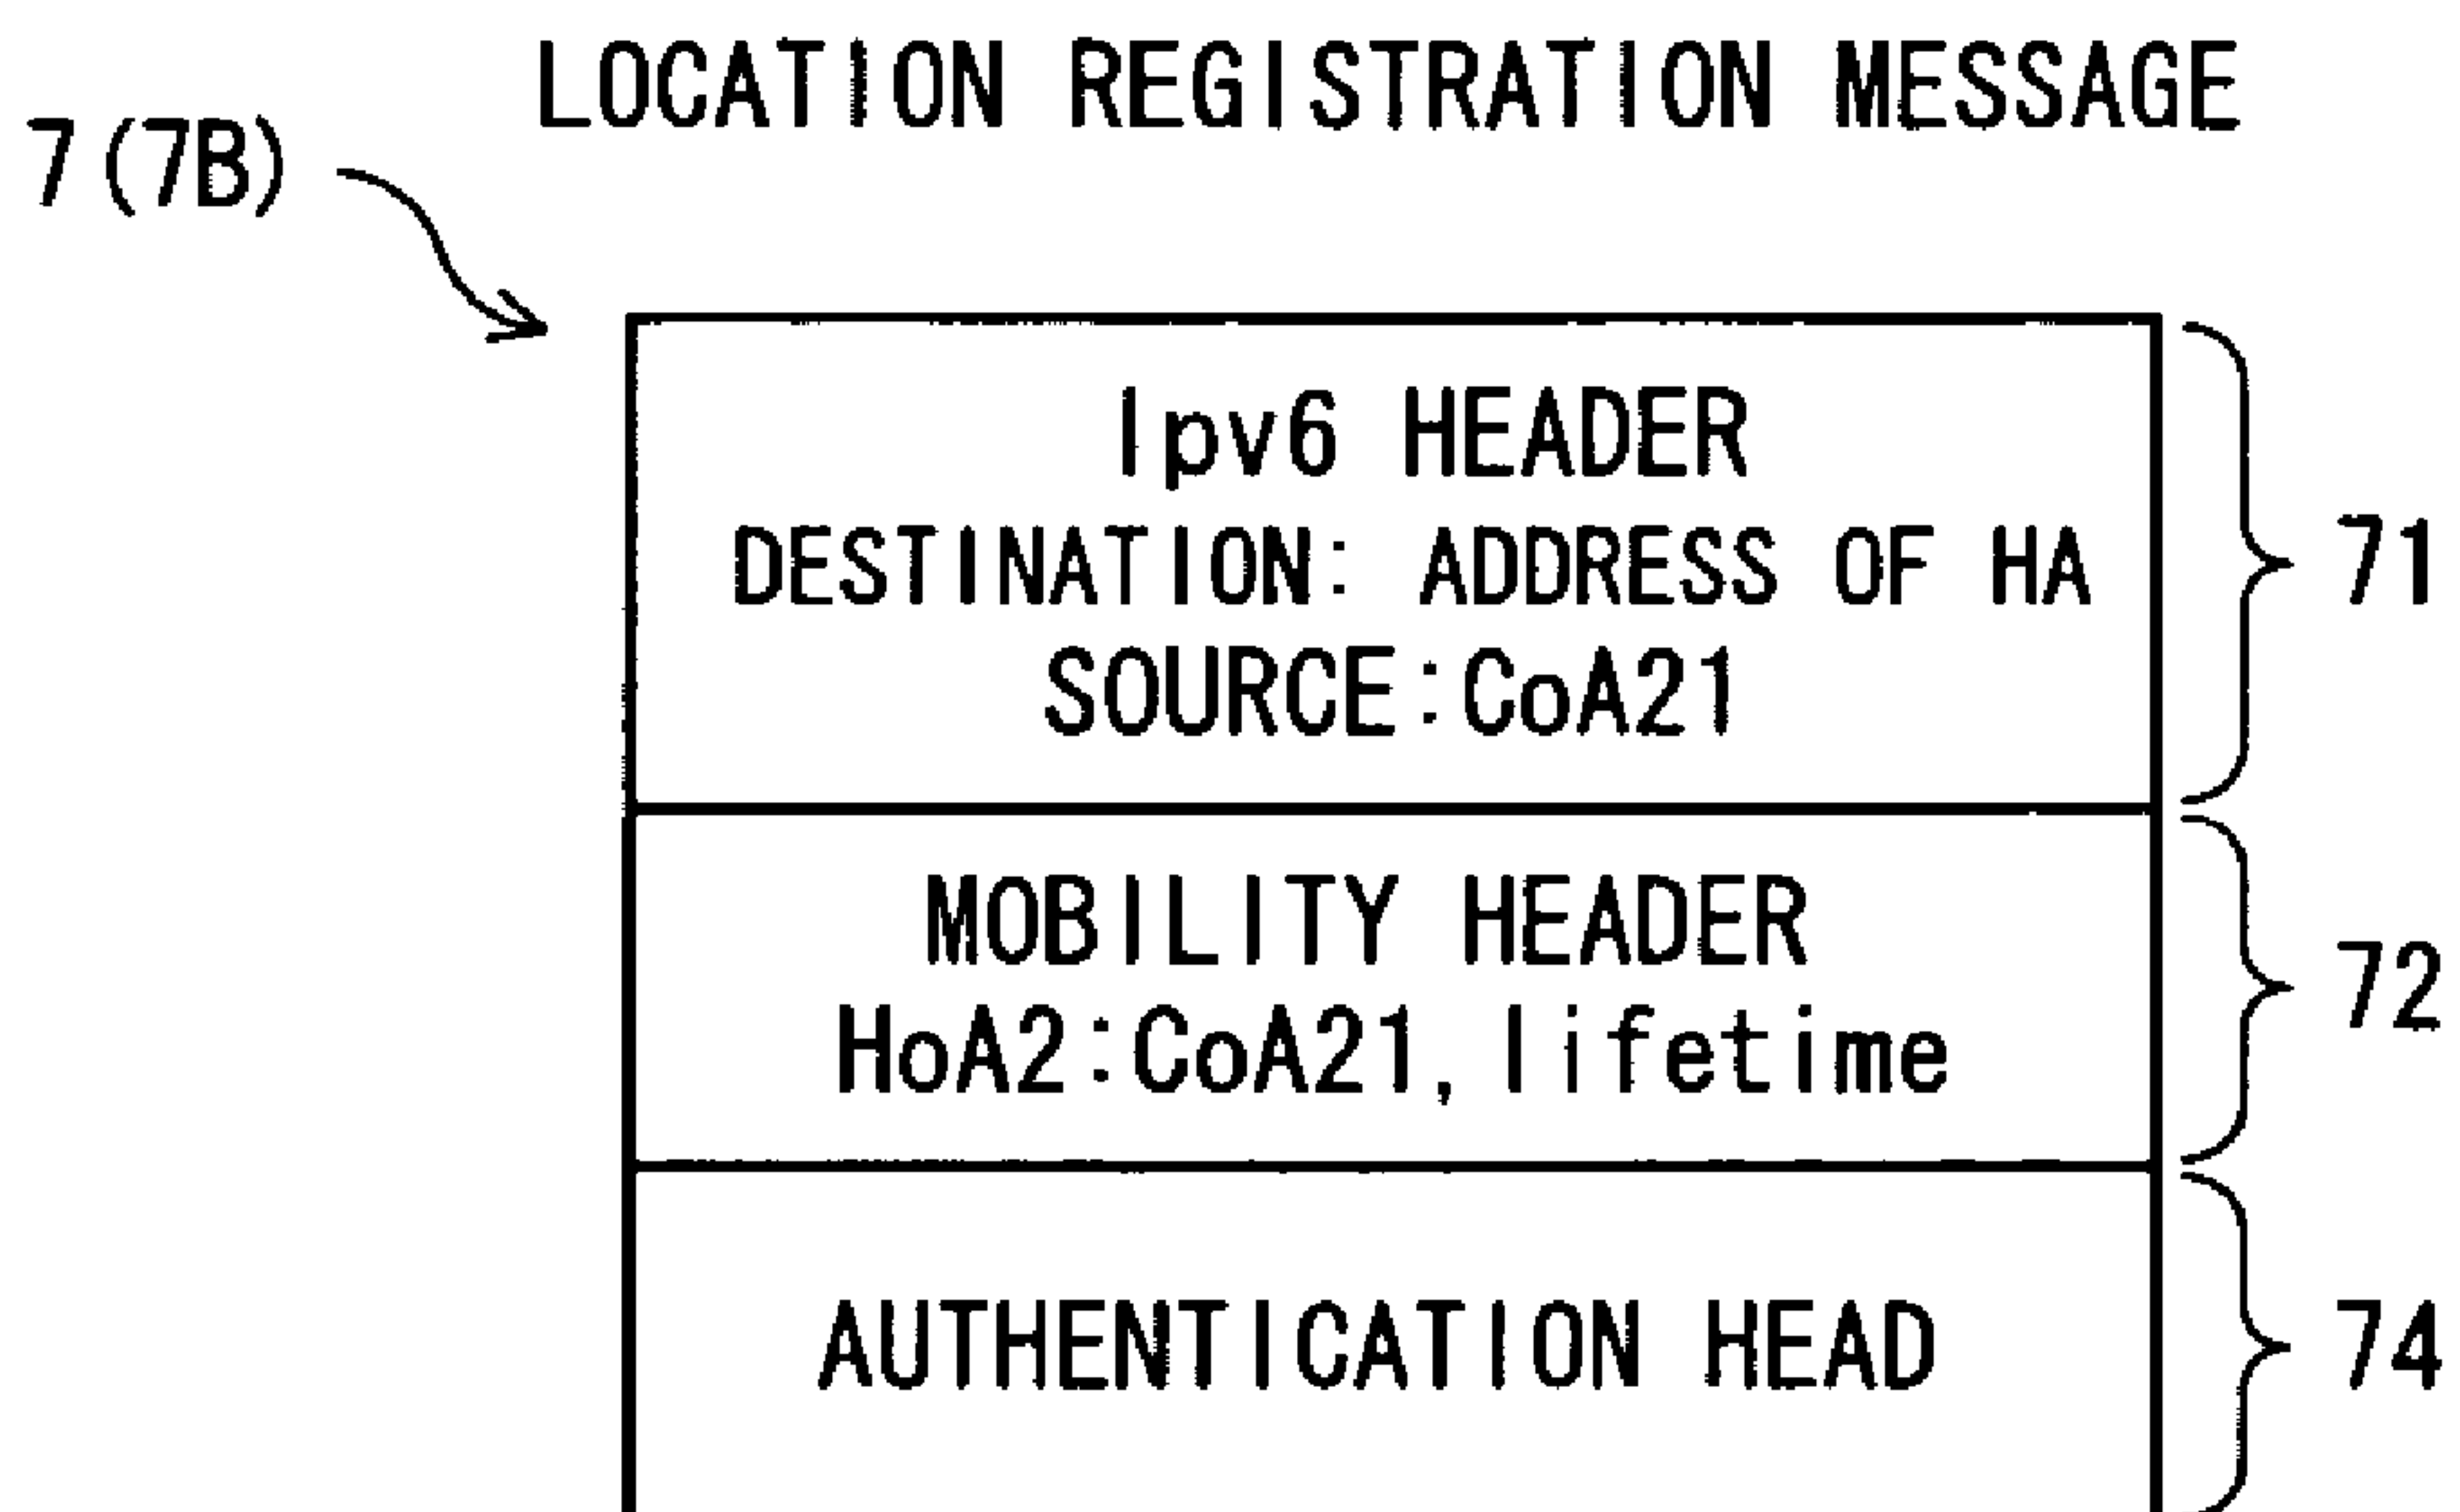 LOCATION REGISTRATION MESSAGE
7(7B)
Ipv6 HEADER
DESTINATION: ADDRESS OF HA
SOURCE:CoA21
71
MOBILITY HEADER
HoA2:CoA21, lifetime
72
AUTHENTICATION HEAD
74